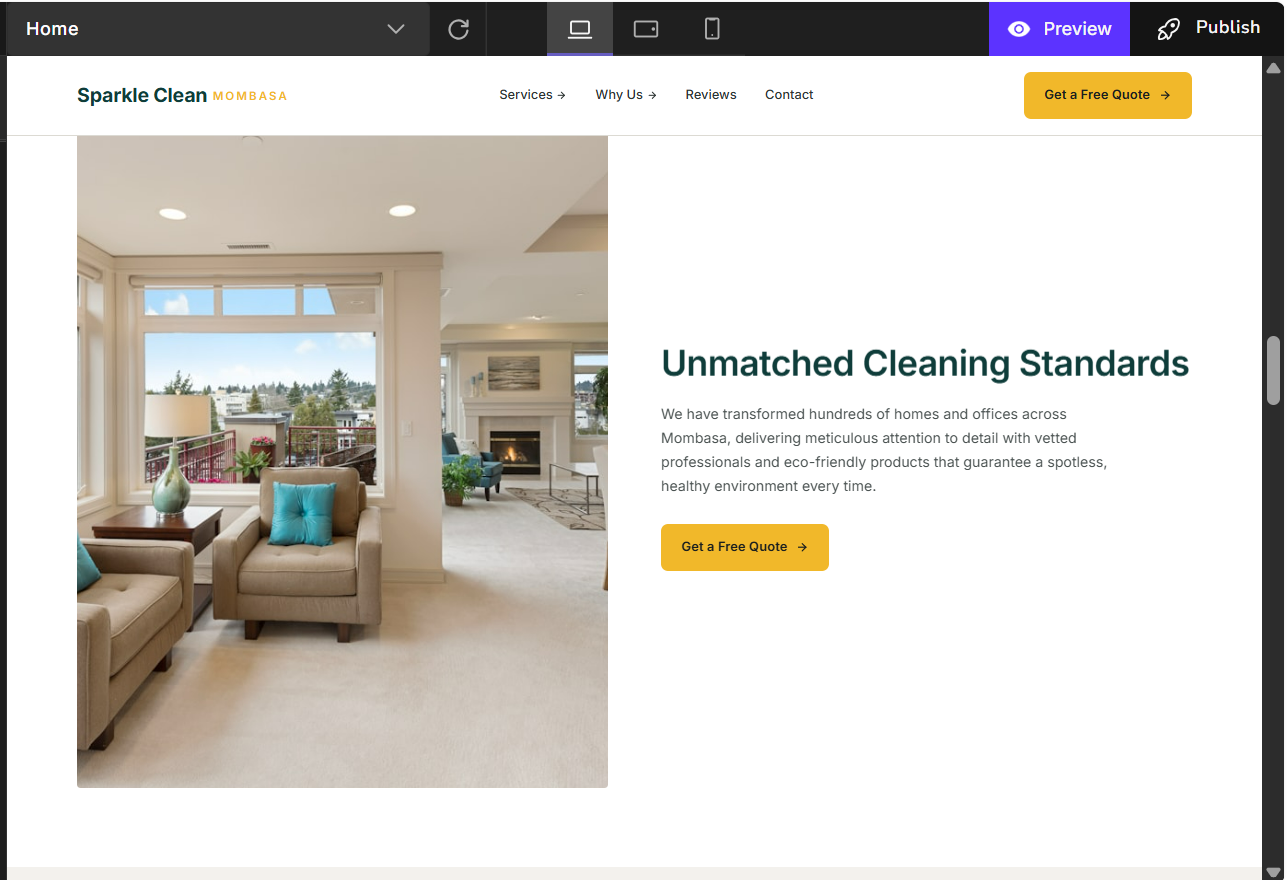 Home
Preview
Publish
Sparkle Clean MOMBASA
Services →
Why Us →
Reviews
Contact
Get a Free Quote →
Unmatched Cleaning Standards
We have transformed hundreds of homes and offices across
Mombasa, delivering meticulous attention to detail with vetted
professionals and eco-friendly products that guarantee a spotless,
healthy environment every time.
Get a Free Quote →